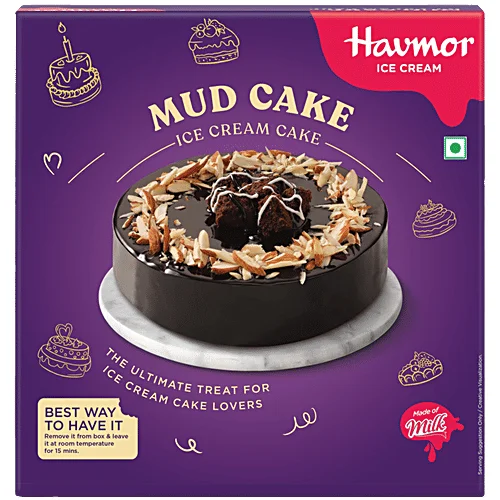 Havmor
ICE CREAM
MUD CAKE
ICE CREAM CAKE
THE ULTIMATE TREAT FOR
ICE CREAM CAKE LOVERS
BEST WAY
TO HAVE IT
Remove it from box & leave
it at room temperature
for 15 mins.
Made of
Milk
Serving Suggestion Only / Creative Visualization.